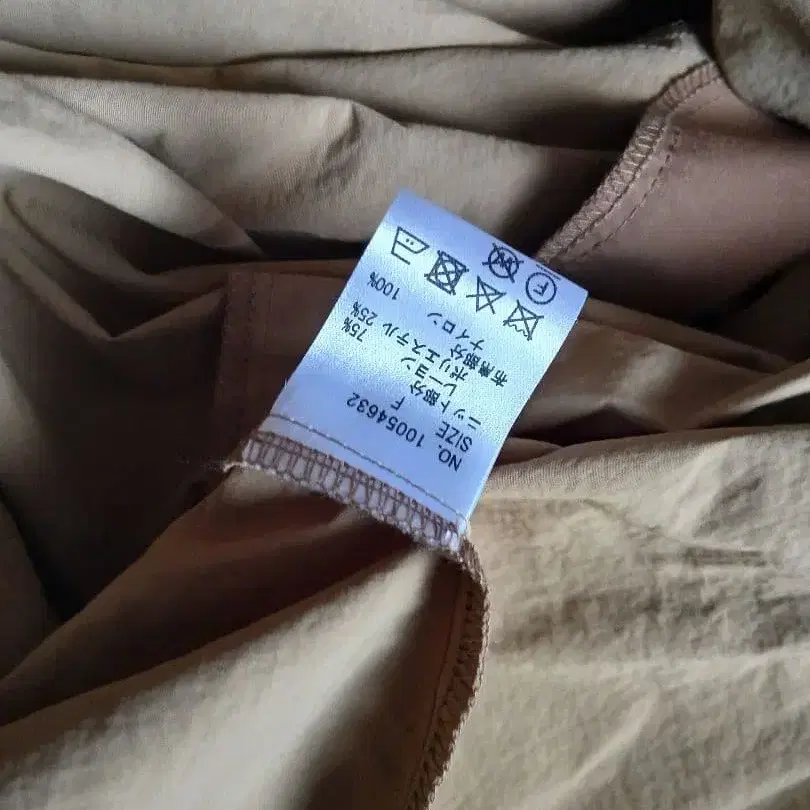 NO. 10054632
SIZE F
ニット部分
レーヨン 75%
ポリエステル 25%
布帛部分
ナイロン 100%
F